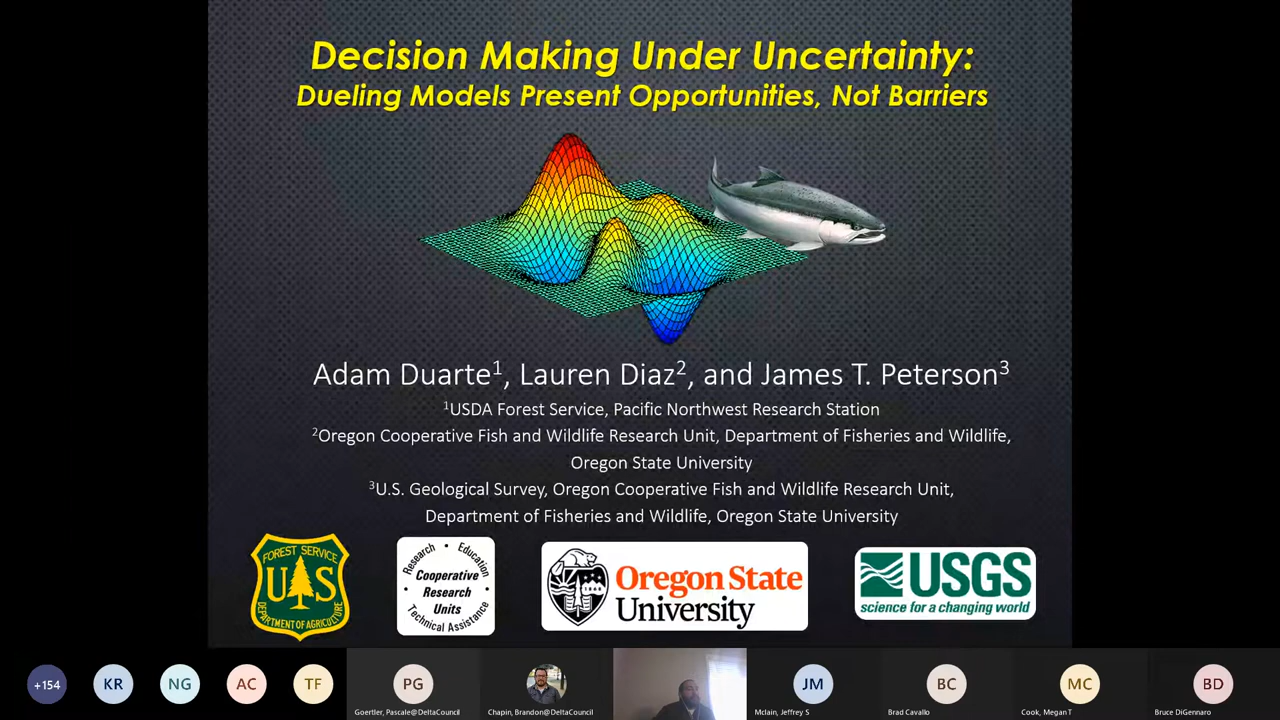 Decision Making Under Uncertainty:
Dueling Models Present Opportunities, Not Barriers
Adam Duarte1, Lauren Diaz2, and James T. Peterson3
1USDA Forest Service, Pacific Northwest Research Station
2Oregon Cooperative Fish and Wildlife Research Unit, Department of Fisheries and Wildlife,
Oregon State University
3U.S. Geological Survey, Oregon Cooperative Fish and Wildlife Research Unit,
Department of Fisheries and Wildlife, Oregon State University
FOREST SERVICE
US
DEPARTMENT OF AGRICULTURE
Research • Education
Cooperative
Research
Units
Technical Assistance
Oregon State
University
USGS
science for a changing world
+154
KR
NG
AC
TF
PG
JM
BC
MC
BD
Goertler, Pascale@DeltaCouncil
Chapin, Brandon@DeltaCouncil
Mclain, Jeffrey S
Brad Cavallo
Cook, Megan T
Bruce DiGennaro